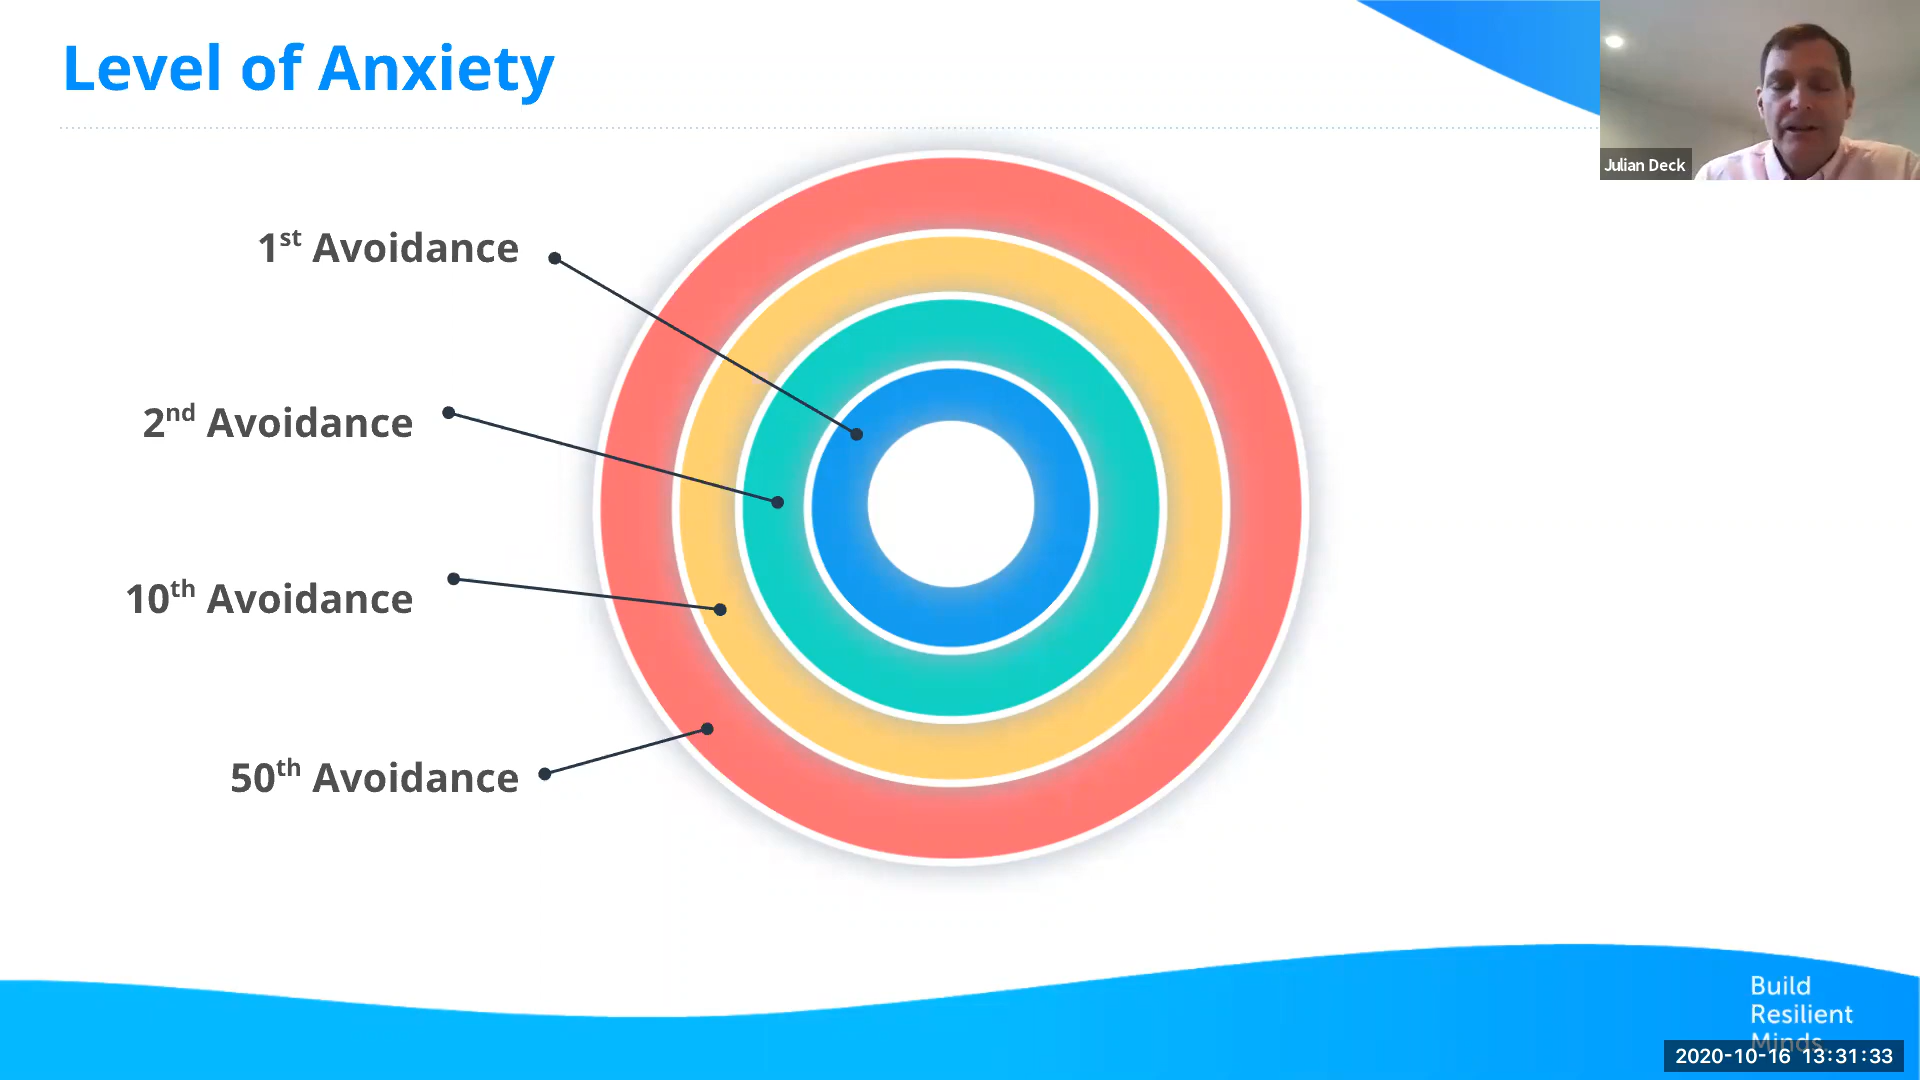 Level of Anxiety
Julian Deck
1st Avoidance
2nd Avoidance
10th Avoidance
50th Avoidance
Build
Resilient
Minds
2020-10-16 13:31:33